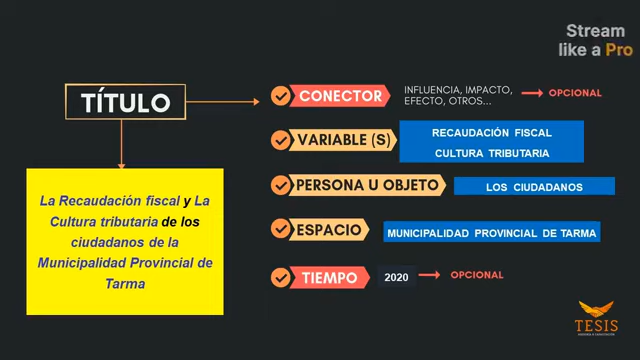 Stream
like a Pro
TÍTULO
CONECTOR
INFLUENCIA, IMPACTO,
EFECTO, OTROS...
OPCIONAL
VARIABLE (S)
RECAUDACIÓN FISCAL
CULTURA TRIBUTARIA
PERSONA U OBJETO
LOS CIUDADANOS
ESPACIO
MUNICIPALIDAD PROVINCIAL DE TARMA
TIEMPO
2020
OPCIONAL
La Recaudación fiscal y La
Cultura tributaria de los
ciudadanos de la
Municipalidad Provincial de
Tarma
TESIS